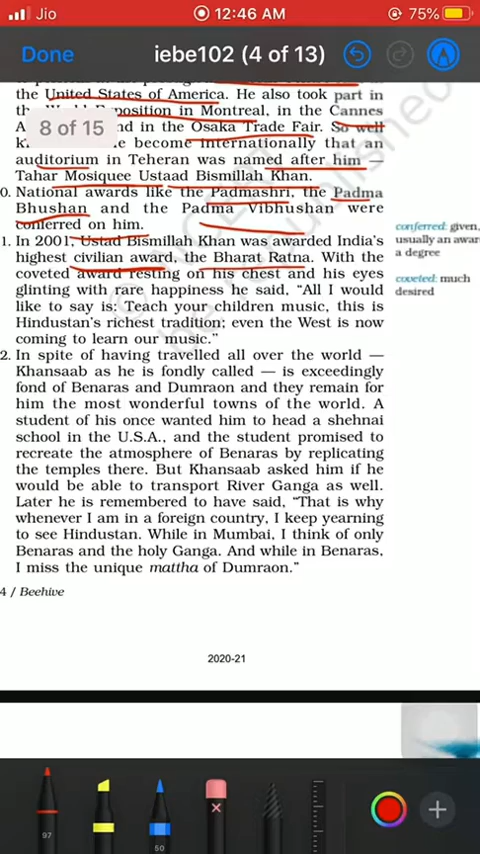 Jio
12:46 AM
75%
Done
iebe102 (4 of 13)
the United States of America. He also took part in
Exposition in Montreal, in the Cannes
and in the Osaka Trade Fair. So well
become internationally that an
8 of 15
auditorium in Teheran was named after him —
Tahar Mosiquee Ustaad Bismillah Khan.
0. National awards like the Padmashri, the Padma
Bhushan and the Padma Vibhushan were
conferred on him.
1. In 2001, Ustad Bismillah Khan was awarded India's
highest civilian award, the Bharat Ratna. With the
coveted award resting on his chest and his eyes
glinting with rare happiness he said, “All I would
like to say is: Teach your children music, this is
Hindustan's richest tradition; even the West is now
coming to learn our music.”
conferred: given,
usually an awar
a degree
coveted: much
desired
2. In spite of having travelled all over the world —
Khansaab as he is fondly called — is exceedingly
fond of Benaras and Dumraon and they remain for
him the most wonderful towns of the world. A
student of his once wanted him to head a shehnai
school in the U.S.A., and the student promised to
recreate the atmosphere of Benaras by replicating
the temples there. But Khansaab asked him if he
would be able to transport River Ganga as well.
Later he is remembered to have said, “That is why
whenever I am in a foreign country, I keep yearning
to see Hindustan. While in Mumbai, I think of only
Benaras and the holy Ganga. And while in Benaras,
I miss the unique mattha of Dumraon.”
4 / Beehive
2020-21
97
50